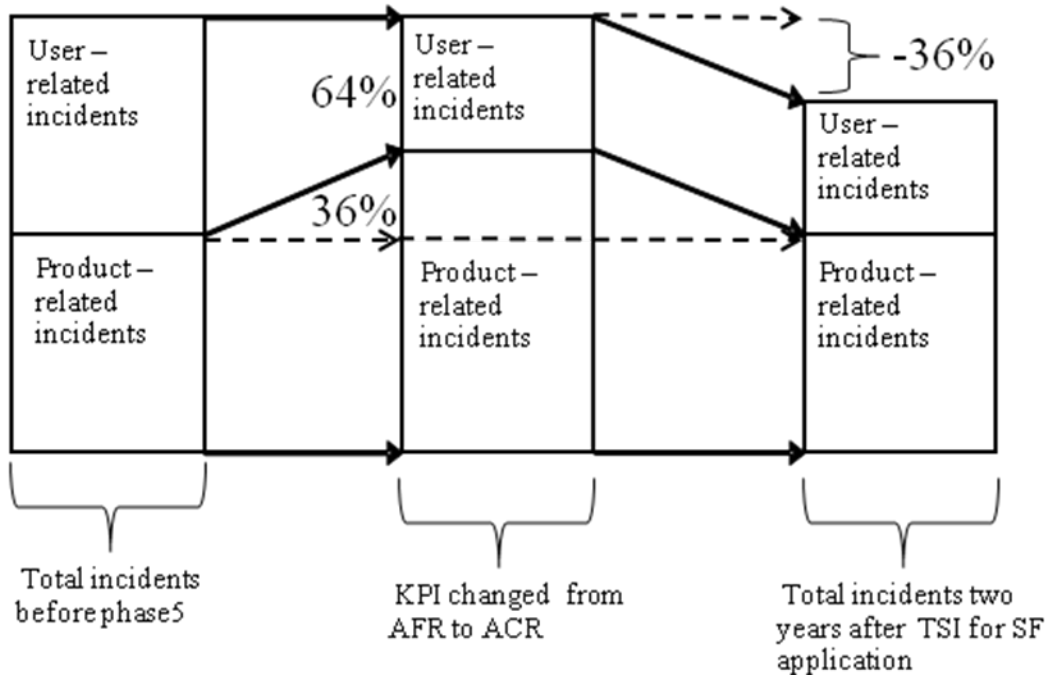 User –
related
incidents
Product –
related
incidents
64%
36%
User –
related
incidents
Product –
related
incidents
-36%
User –
related
incidents
Product –
related
incidents
Total incidents
before phase5
KPI changed from
AFR to ACR
Total incidents two
years after TSI for SF
application